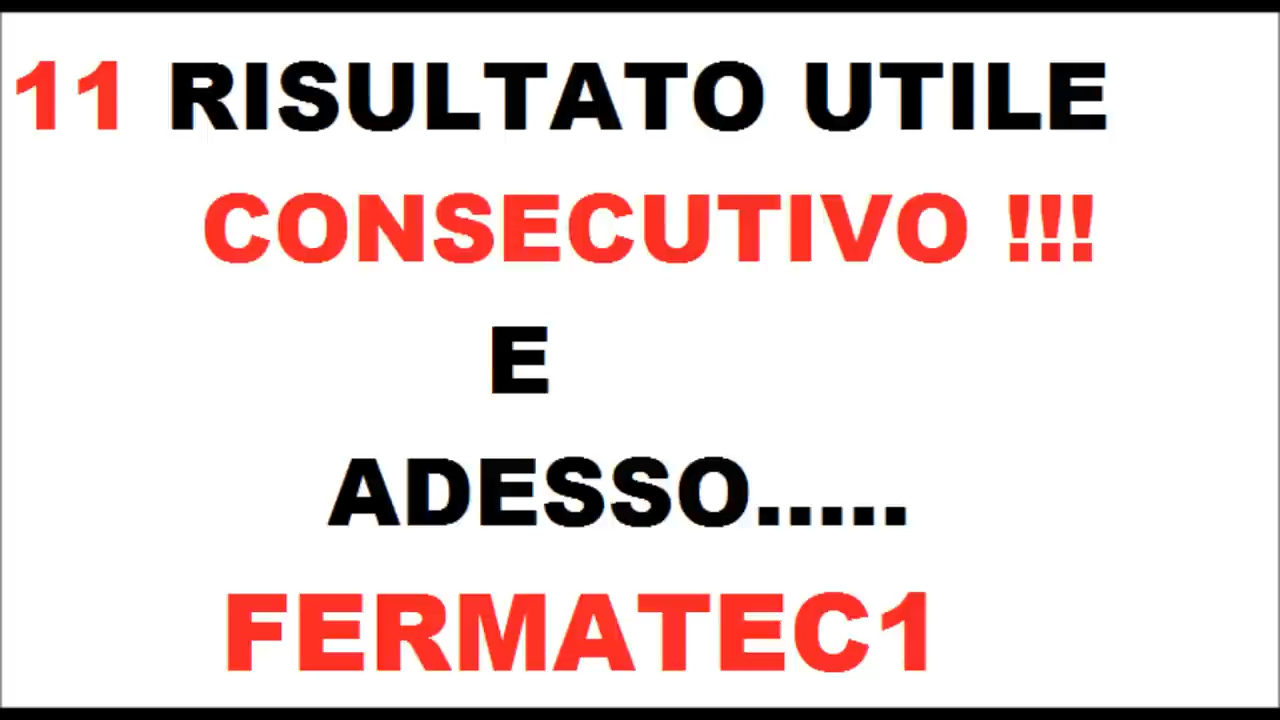 11 RISULTATO UTILE
CONSECUTIVO !!!
E
ADESSO.....
FERMATEC1